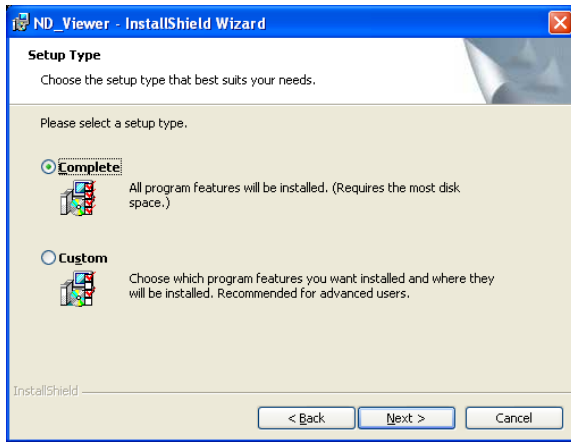 ND_Viewer - InstallShield Wizard
Setup Type
Choose the setup type that best suits your needs.
Please select a setup type.
Complete
All program features will be installed. (Requires the most disk
space.)
Custom
Choose which program features you want installed and where they
will be installed. Recommended for advanced users.
InstallShield
< Back Next > Cancel